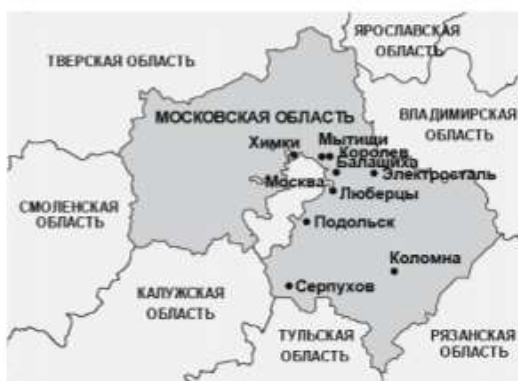 ЯРОСЛАВСКАЯ
ОБЛАСТЬ
ТВЕРСКАЯ ОБЛАСТЬ
МОСКОВСКАЯ ОБЛАСТЬ
ВЛАДИМИРСКАЯ
ОБЛАСТЬ
Химки
Мытищи
Королев
Балашиха
Электросталь
Москва
Люберцы
СМОЛЕНСКАЯ
ОБЛАСТЬ
Подольск
Коломна
Серпухов
КАЛУЖСКАЯ
ОБЛАСТЬ
ТУЛЬСКАЯ
ОБЛАСТЬ
РЯЗАНСКАЯ
ОБЛАСТЬ